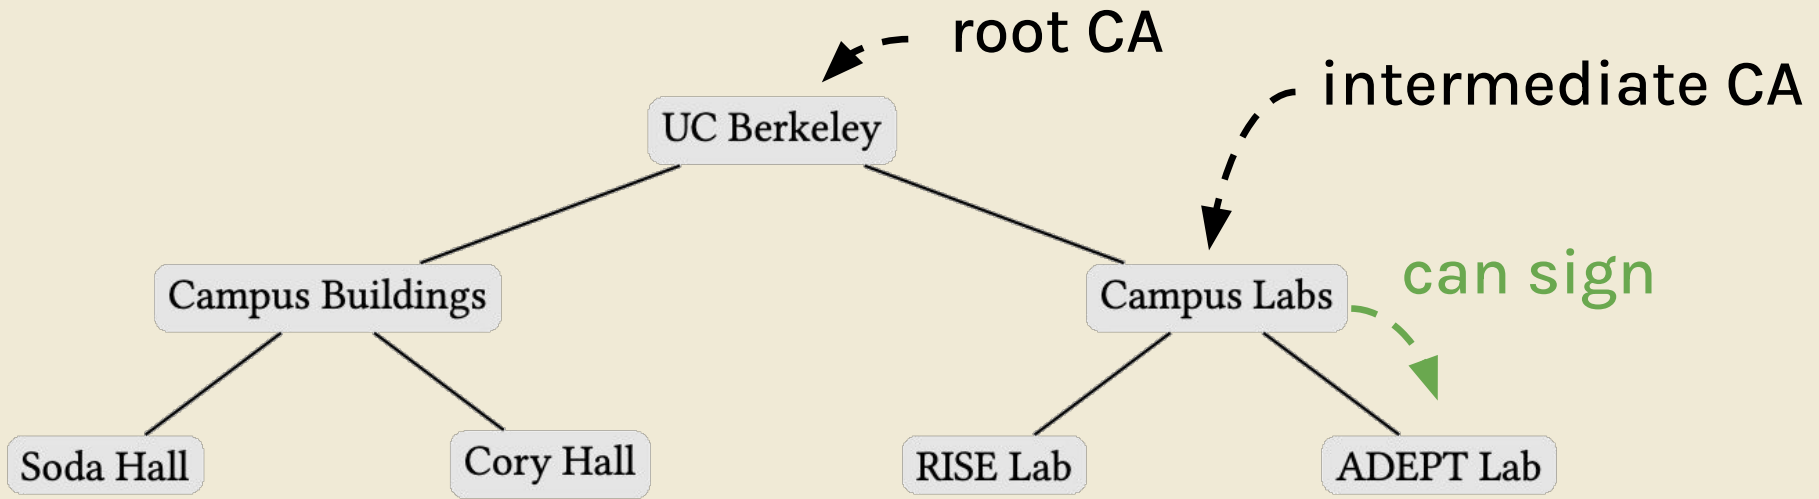 root CA
intermediate CA
UC Berkeley
can sign
Campus Buildings
Campus Labs
Soda Hall
Cory Hall
RISE Lab
ADEPT Lab